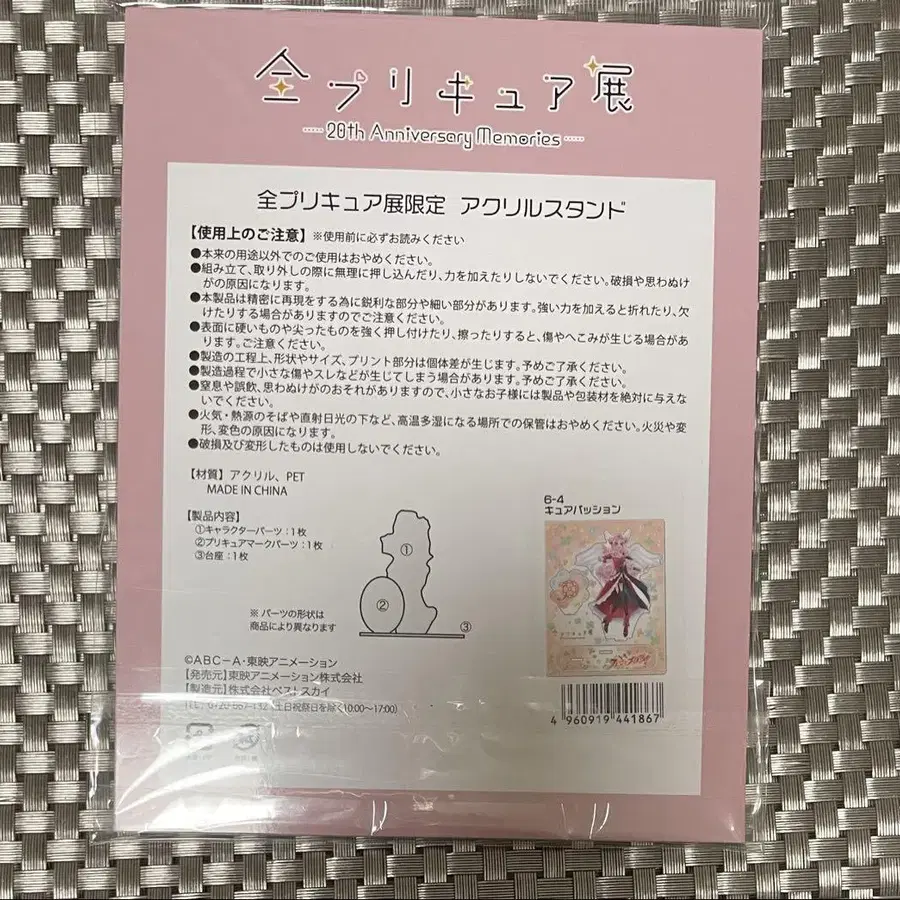 全プリキュア展
20th Anniversary Memories
全プリキュア展限定 アクリルスタンド
【使用上のご注意】 ※使用前に必ずお読みください
●本来の用途以外でのご使用はおやめください。
●組み立て、取り外しの際に無理に押し込んだり、力を加えたりしないでください。破損や思わぬけ
がの原因になります。
●本製品は精密に再現をする為に鋭利な部分や細い部分があります。強い力を加えると折れたり、欠
けたりする場合がありますのでご注意ください。
●表面に硬いものや尖ったものを強く押し付けたり、擦ったりすると、傷やへこみが生じる場合があ
ります。ご注意ください。
●製造の工程上、形状やサイズ、プリント部分は個体差が生じます。予めご了承ください。
●製造過程で小さな傷やスレなどが生じてしまう場合があります。予めご了承ください。
●窒息や誤飲、思わぬけがのおそれがありますので、小さなお子様には製品や包装材を絶対に与えな
いでください。
●火気・熱源のそばや直射日光の下など、高温多湿になる場所での保管はおやめください。火災や変
形、変色の原因になります。
●破損及び変形したものは使用しないでください。
【材質】 アクリル、PET
MADE IN CHINA
【製品内容】
①キャラクターパーツ：1枚
②プリキュアマークパーツ：1枚
③台座：1枚
①
②
③
※ パーツの形状は
商品により異なります
6-4
キュアパッション
©ABC-A・東映アニメーション
【発売元】東映アニメーション株式会社
【製造元】株式会社ベストスカイ
(土日祝祭日を除く10:00〜17:00)
4 960919 441867